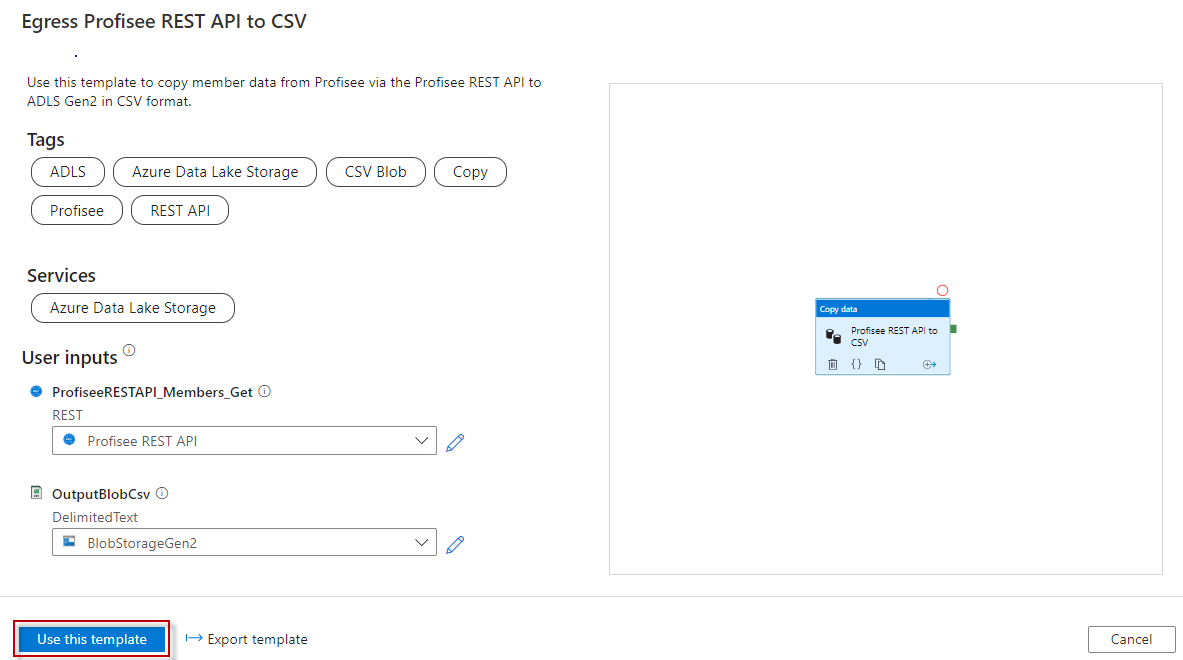 Egress Profisee REST API to CSV
.
Use this template to copy member data from Profisee via the Profisee REST API to
ADLS Gen2 in CSV format.
Tags
ADLS
Azure Data Lake Storage
CSV Blob
Copy
Profisee
REST API
Services
Azure Data Lake Storage
User inputs
ProfiseeRESTAPI_Members_Get
REST
Profisee REST API
OutputBlobCsv
DelimitedText
BlobStorageGen2
Copy data
Profisee REST API to
CSV
{}
Use this template
Export template
Cancel